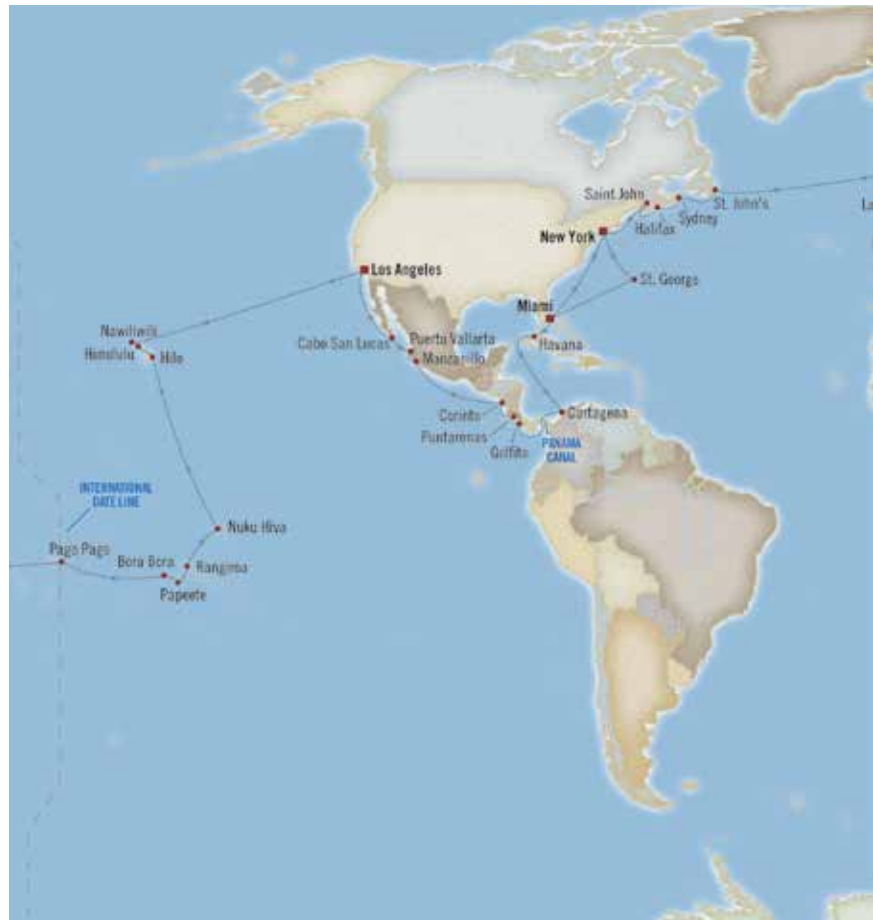 Saint John
St. John's
Sydney
Halifax
La
New York
Los Angeles
St. George
Miami
Nawiliwili
Honolulu
Hilo
Cabo San Lucas
Puerto Vallarta
Manzanillo
Havana
Corinto
Cartagena
Puntarenas
PANAMA
CANAL
INTERNATIONAL
DATE LINE
Nuku Hiva
Pago Pago
Bora Bora
Rangiroa
Papeete